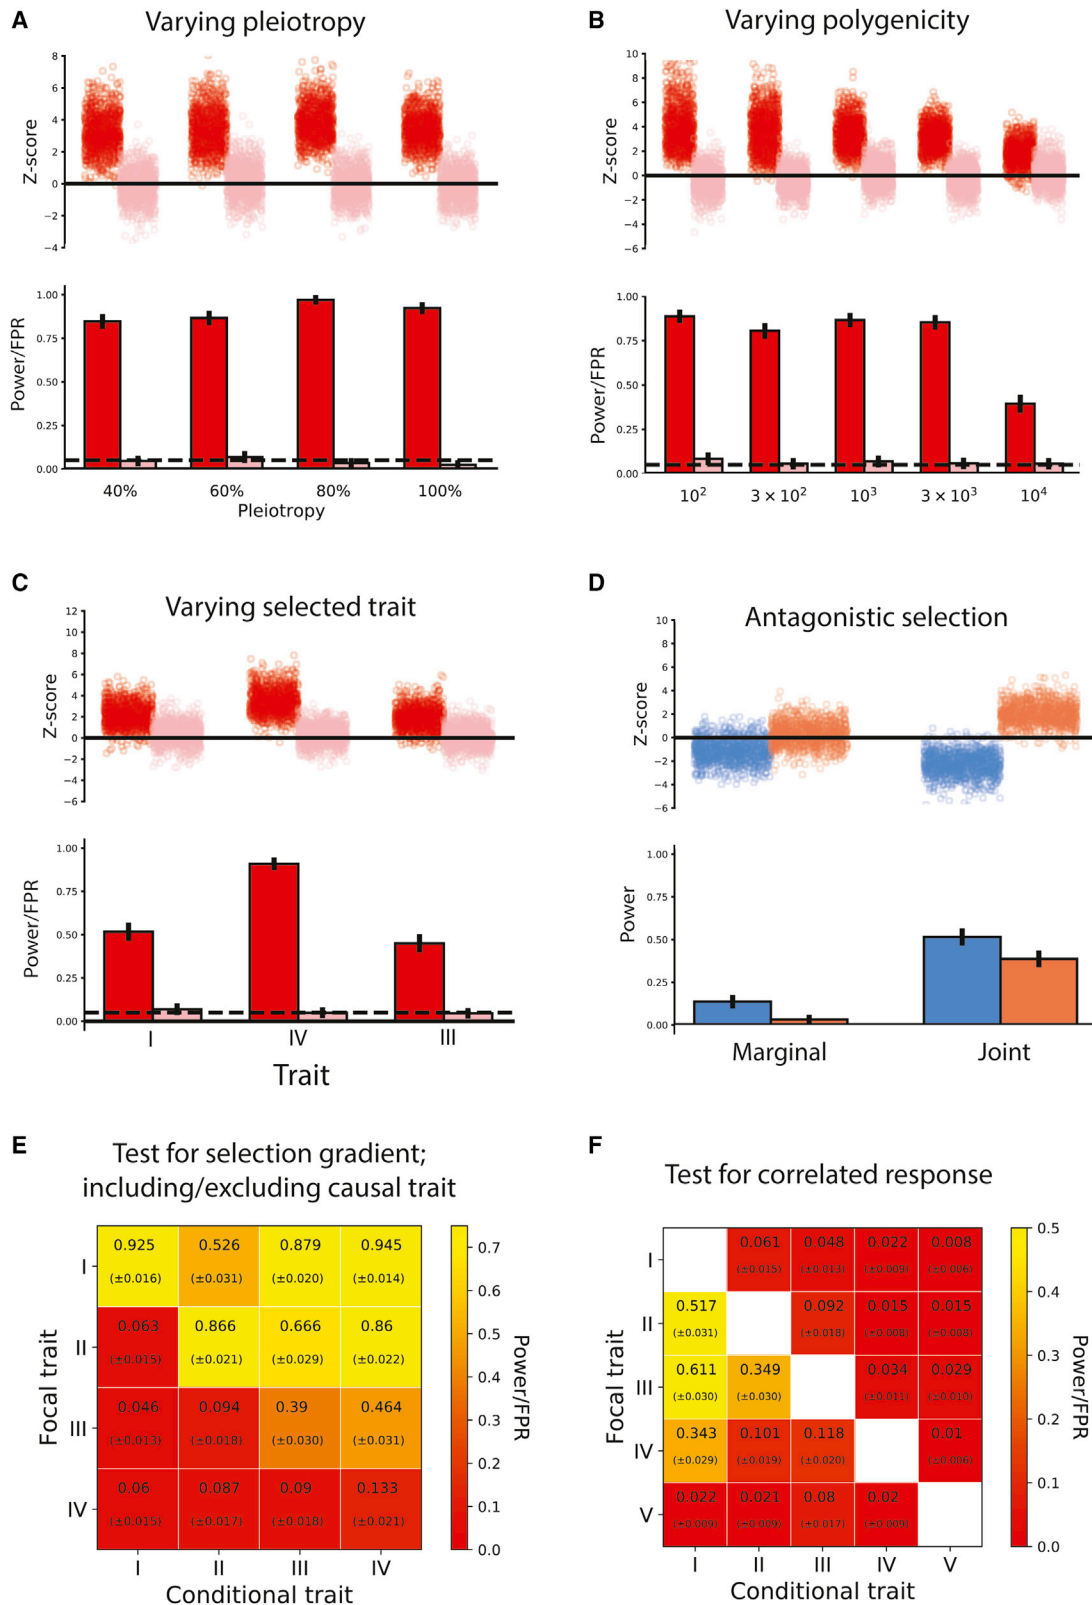 A
Varying pleiotropy
8
6
4
2
0
−2
−4
Z-score
1.00
0.75
0.50
0.25
0.00
Power/FPR
40% 60% 80% 100%
Pleiotropy
B
Varying polygenicity
10
8
6
4
2
0
−2
−4
−6
Z-score
1.00
0.75
0.50
0.25
0.00
Power/FPR
10² 3 × 10² 10³ 3 × 10³ 10⁴
C
Varying selected trait
12
10
8
6
4
2
0
−2
−4
−6
Z-score
1.00
0.75
0.50
0.25
0.00
Power/FPR
I IV III
Trait
D
Antagonistic selection
10
8
6
4
2
0
−2
−4
−6
Z-score
1.00
0.75
0.50
0.25
0.00
Power
Marginal Joint
E
Test for selection gradient;
including/excluding causal trait
I 0.925 0.526 0.879 0.945
(±0.016) (±0.031) (±0.020) (±0.014)
II 0.063 0.866 0.666 0.86
(±0.015) (±0.021) (±0.029) (±0.022)
III 0.046 0.094 0.39 0.464
(±0.013) (±0.018) (±0.030) (±0.031)
IV 0.06 0.087 0.09 0.133
(±0.015) (±0.017) (±0.018) (±0.021)
I II III IV
Focal trait
Conditional trait
0.7
0.6
0.5
0.4
0.3
0.2
0.1
0.0
Power/FPR
F
Test for correlated response
I 0.061 0.048 0.022 0.008
(±0.015) (±0.013) (±0.009) (±0.006)
II 0.517 0.092 0.015 0.015
(±0.031) (±0.018) (±0.008) (±0.008)
III 0.611 0.349 0.034 0.029
(±0.030) (±0.030) (±0.011) (±0.010)
IV 0.343 0.101 0.118 0.01
(±0.029) (±0.019) (±0.020) (±0.006)
V 0.022 0.021 0.08 0.02
(±0.009) (±0.009) (±0.017) (±0.009)
I II III IV V
Focal trait
Conditional trait
0.5
0.4
0.3
0.2
0.1
0.0
Power/FPR